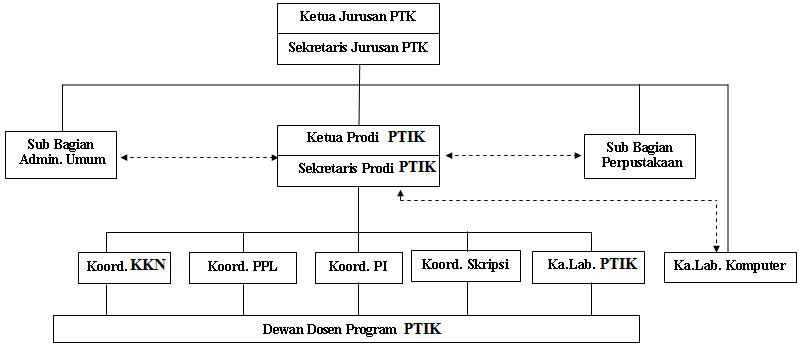 Ketua Jurusan PTK
Sekretaris Jurusan PTK
Sub Bagian
Admin. Umum
Ketua Prodi PTIK
Sekretaris Prodi PTIK
Sub Bagian
Perpustakaan
Koord. KKN
Koord. PPL
Koord. PI
Koord. Skripsi
Ka.Lab. PTIK
Ka.Lab. Komputer
Dewan Dosen Program PTIK